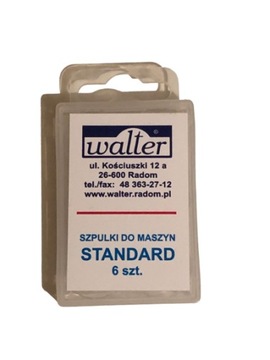 walter®
ul. Kościuszki 12 a
26-600 Radom
tel./fax: 48 363-27-12
www.walter.radom.pl
SZPULKI DO MASZYN
STANDARD
6 szt.